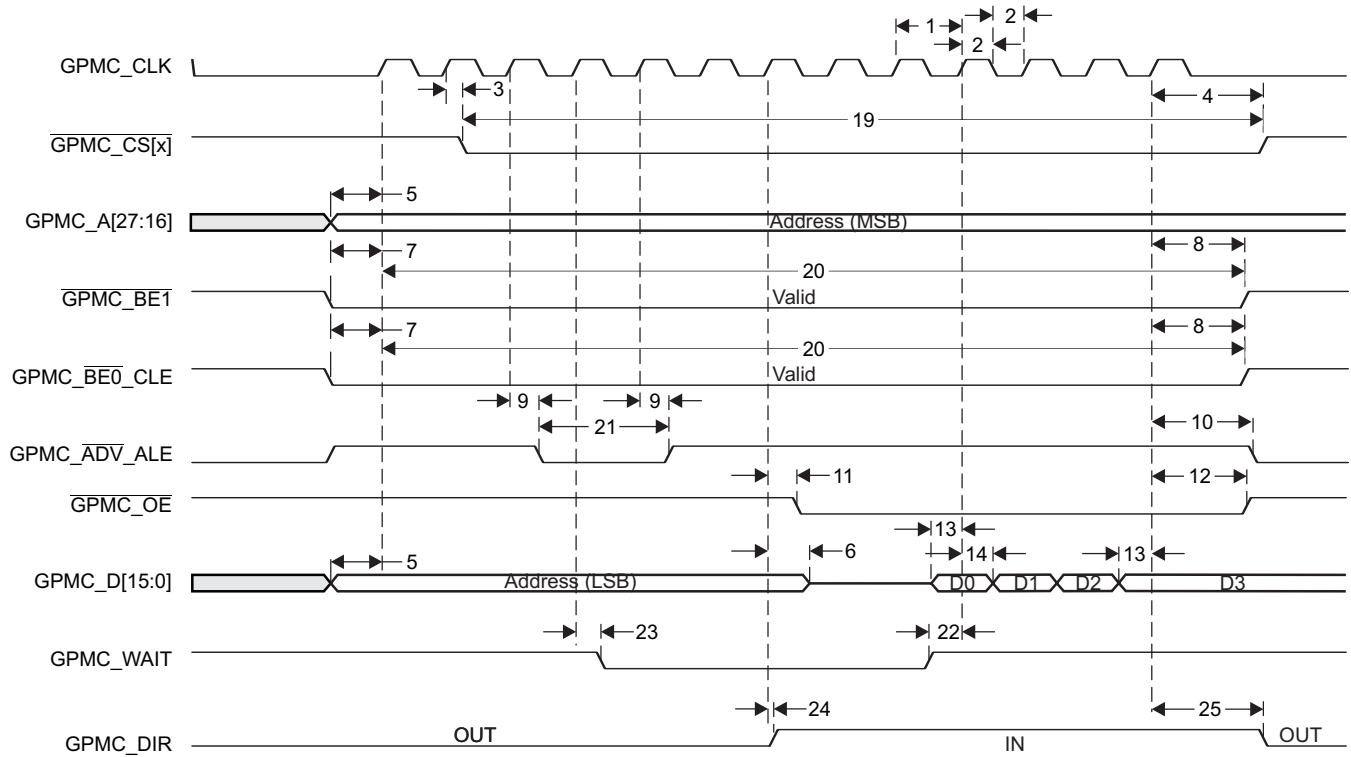 1
2
2
GPMC_CLK
3
4
19
GPMC_CS[x]
5
GPMC_A[27:16]
Address (MSB)
7
8
20
GPMC_BE1
Valid
7
8
20
GPMC_BE0_CLE
Valid
9
9
21
10
GPMC_ADV_ALE
11
12
GPMC_OE
13
5
6
14
13
GPMC_D[15:0]
Address (LSB)
D0
D1
D2
D3
23
22
GPMC_WAIT
24
25
GPMC_DIR
OUT
IN
OUT